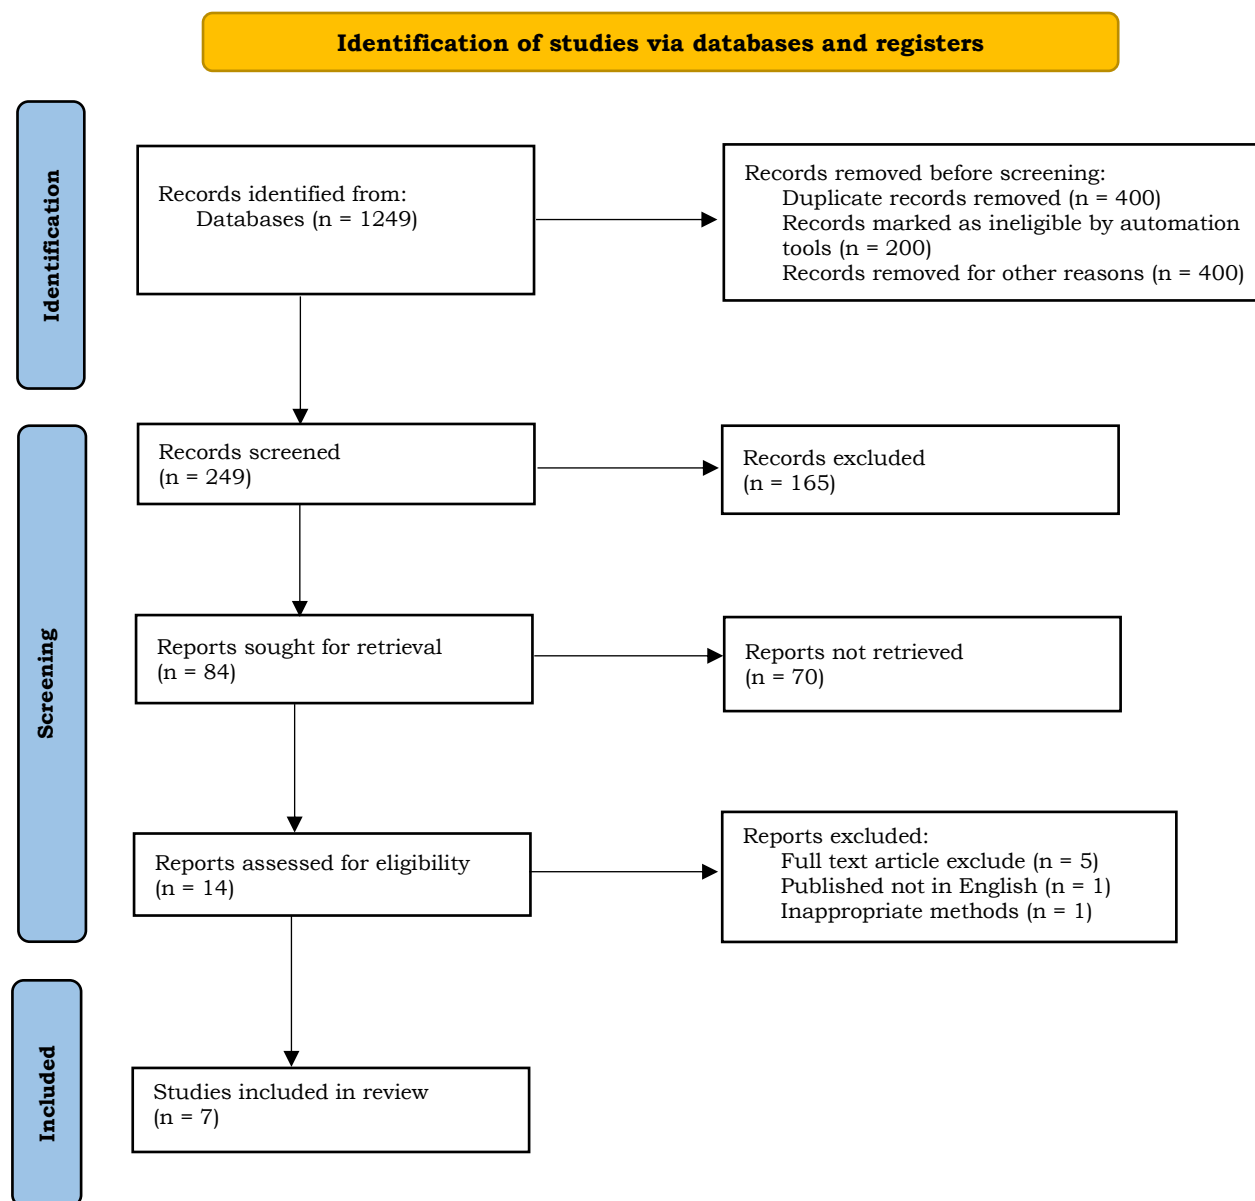 Identification of studies via databases and registers
Identification
Records identified from:
Databases (n = 1249)
Records removed before screening:
Duplicate records removed (n = 400)
Records marked as ineligible by automation
tools (n = 200)
Records removed for other reasons (n = 400)
Screening
Records screened
(n = 249)
Records excluded
(n = 165)
Reports sought for retrieval
(n = 84)
Reports not retrieved
(n = 70)
Reports assessed for eligibility
(n = 14)
Reports excluded:
Full text article exclude (n = 5)
Published not in English (n = 1)
Inappropriate methods (n = 1)
Included
Studies included in review
(n = 7)